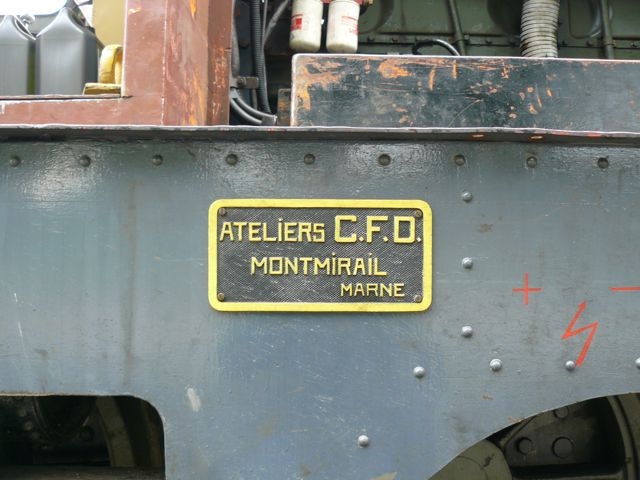 ATELiERS C.F.D.
MONTMiRAiL
MARNE
+ -